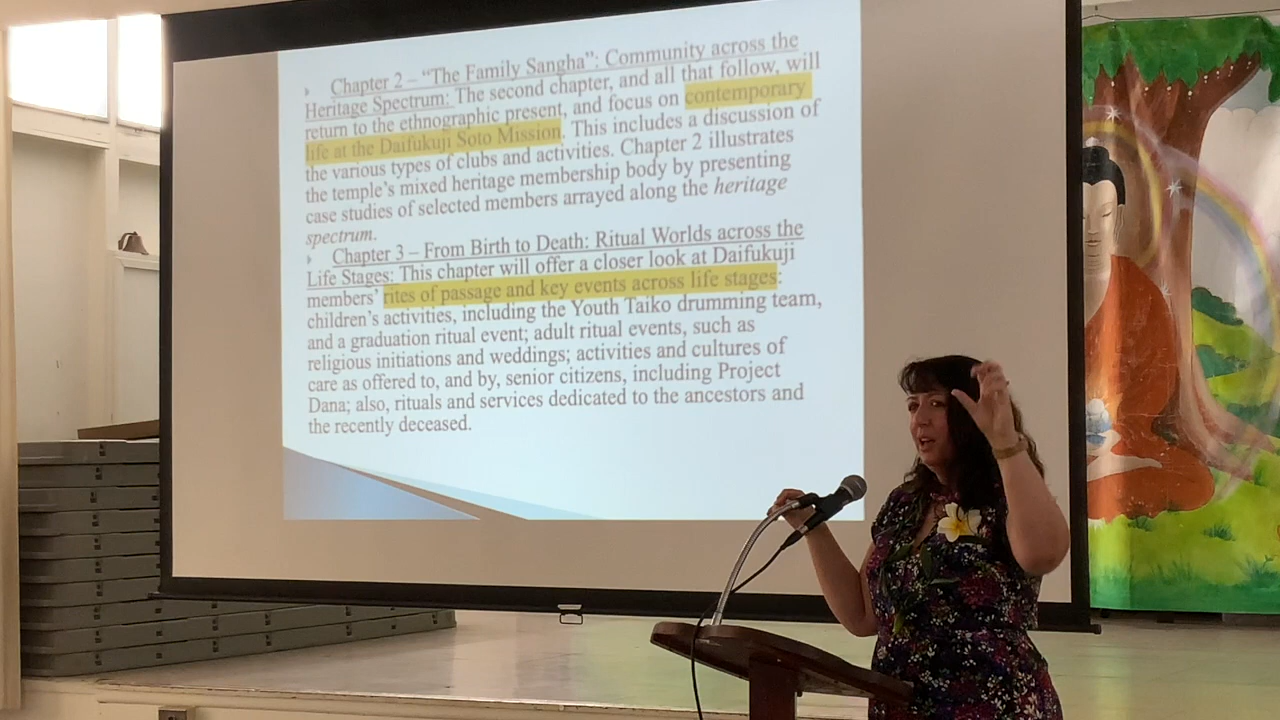 Chapter 2 – “The Family Sangha”: Community across the
Heritage Spectrum: The second chapter, and all that follow, will
return to the ethnographic present, and focus on contemporary
life at the Daifukuji Soto Mission. This includes a discussion of
the various types of clubs and activities. Chapter 2 illustrates
the temple’s mixed heritage membership body by presenting
case studies of selected members arrayed along the heritage
spectrum.
Chapter 3 – From Birth to Death: Ritual Worlds across the
Life Stages: This chapter will offer a closer look at Daifukuji
members’ rites of passage and key events across life stages:
children’s activities, including the Youth Taiko drumming team,
and a graduation ritual event; adult ritual events, such as
religious initiations and weddings; activities and cultures of
care as offered to, and by, senior citizens, including Project
Dana; also, rituals and services dedicated to the ancestors and
the recently deceased.